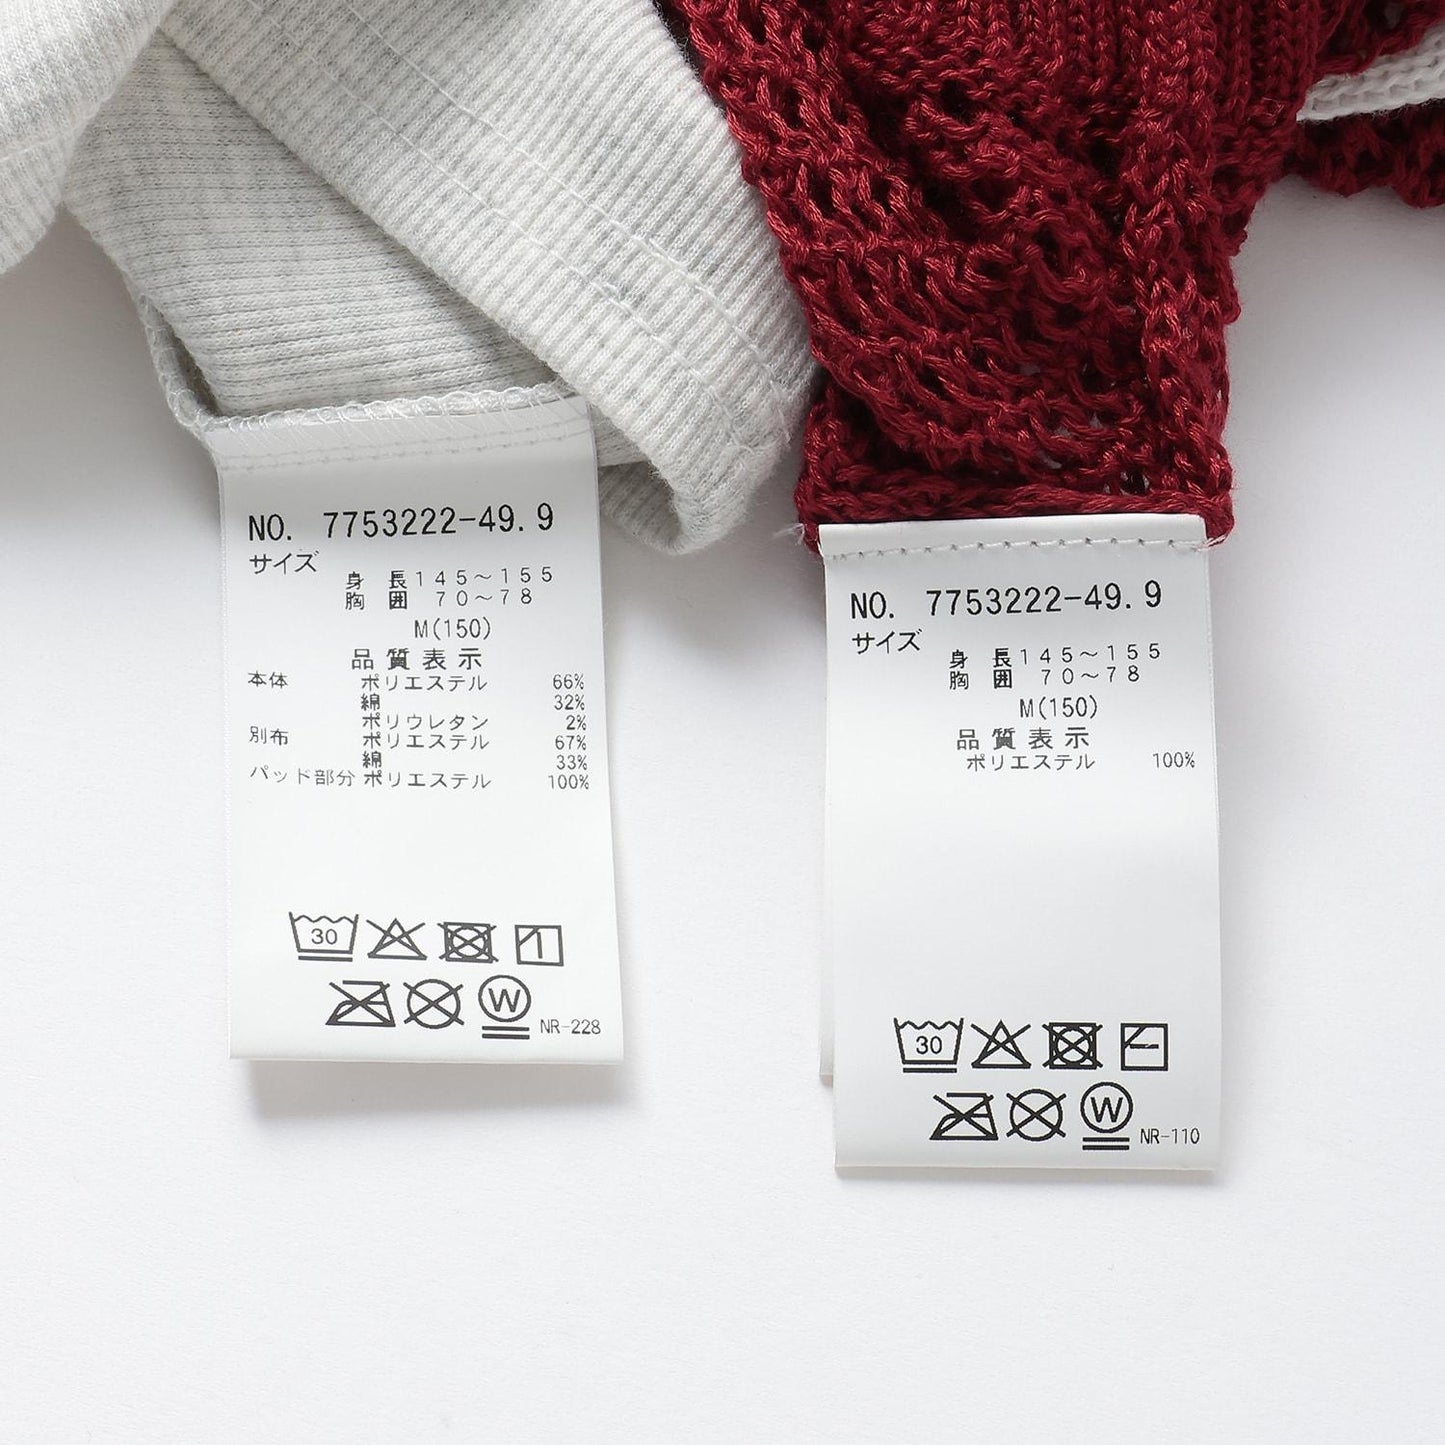 NO. 7753222-49.9
サイズ
身 長145～155
胸 囲 70～78
M(150)
品質表示
本体 ポリエステル 66%
綿 32%
ポリウレタン 2%
別布 ポリエステル 67%
綿 33%
パッド部分 ポリエステル 100%
30
W NR-228
NO. 7753222-49.9
サイズ
身 長145～155
胸 囲 70～78
M(150)
品質表示
ポリエステル 100%
30
W NR-110